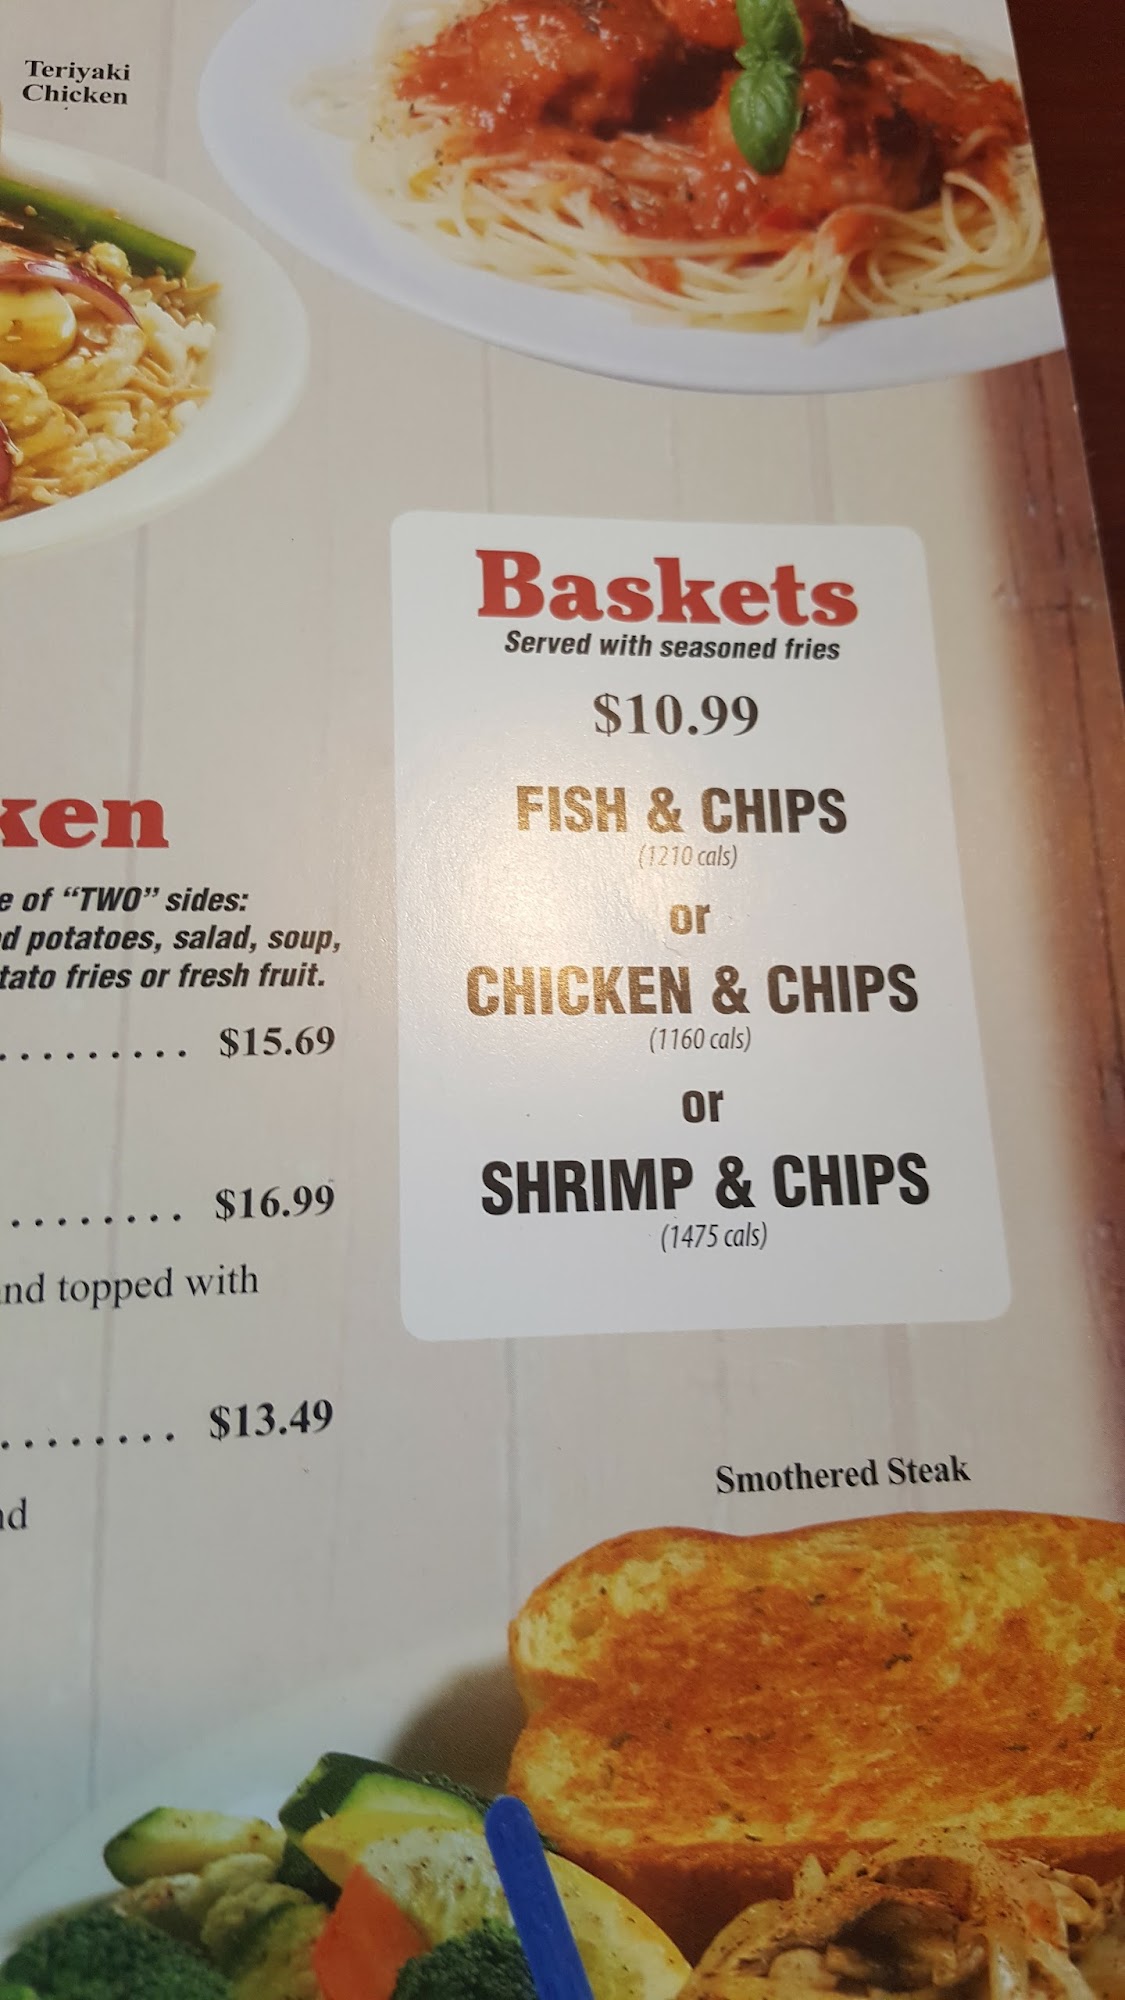 Teriyaki
Chicken
Baskets
Served with seasoned fries
$10.99
FISH & CHIPS
(1210 cals)
or
CHICKEN & CHIPS
(1160 cals)
or
SHRIMP & CHIPS
(1475 cals)
ken
e of “TWO” sides:
d potatoes, salad, soup,
tato fries or fresh fruit.
......... $15.69
........ $16.99
nd topped with
........ $13.49
d
Smothered Steak